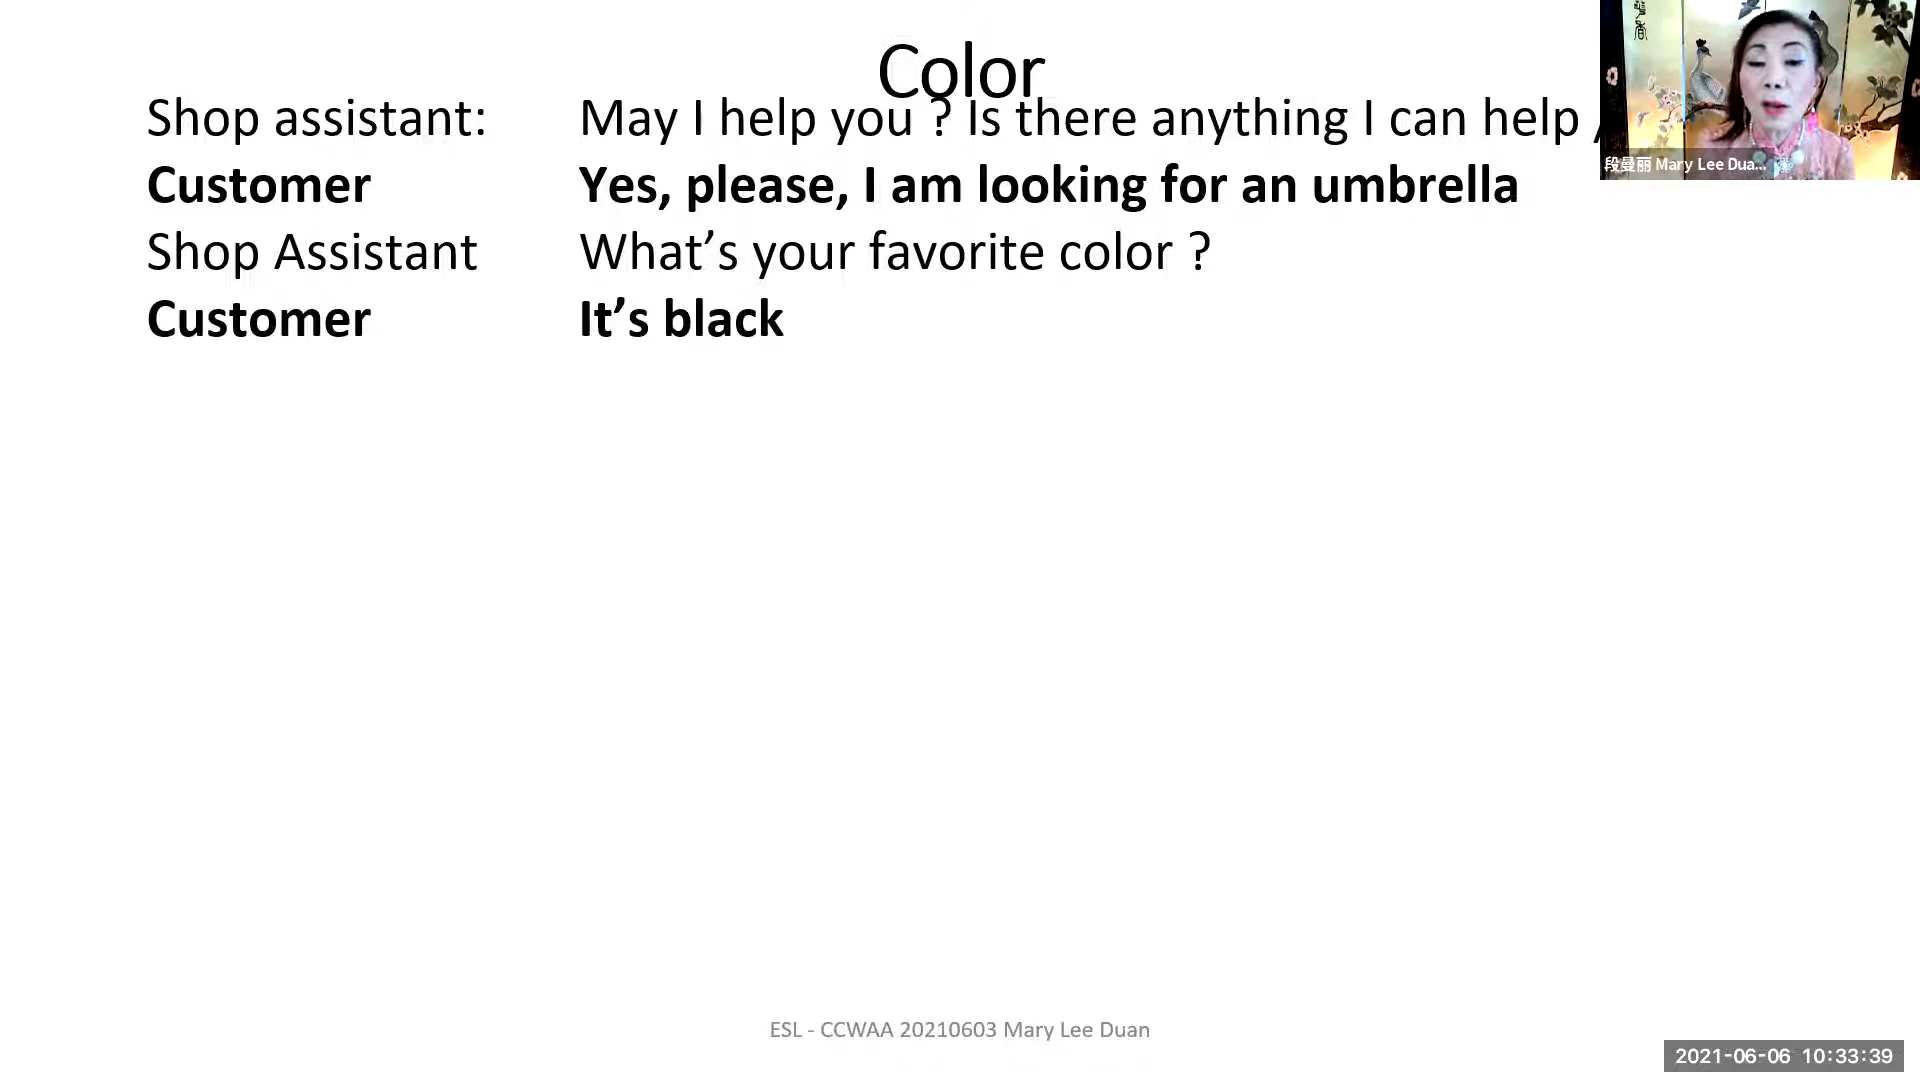 Color
Shop assistant: May I help you ? Is there anything I can help
Customer Yes, please, I am looking for an umbrella
Shop Assistant What’s your favorite color ?
Customer It’s black
段曼丽 Mary Lee Dua...
ESL - CCWAA 20210603 Mary Lee Duan
2021-06-06 10:33:39